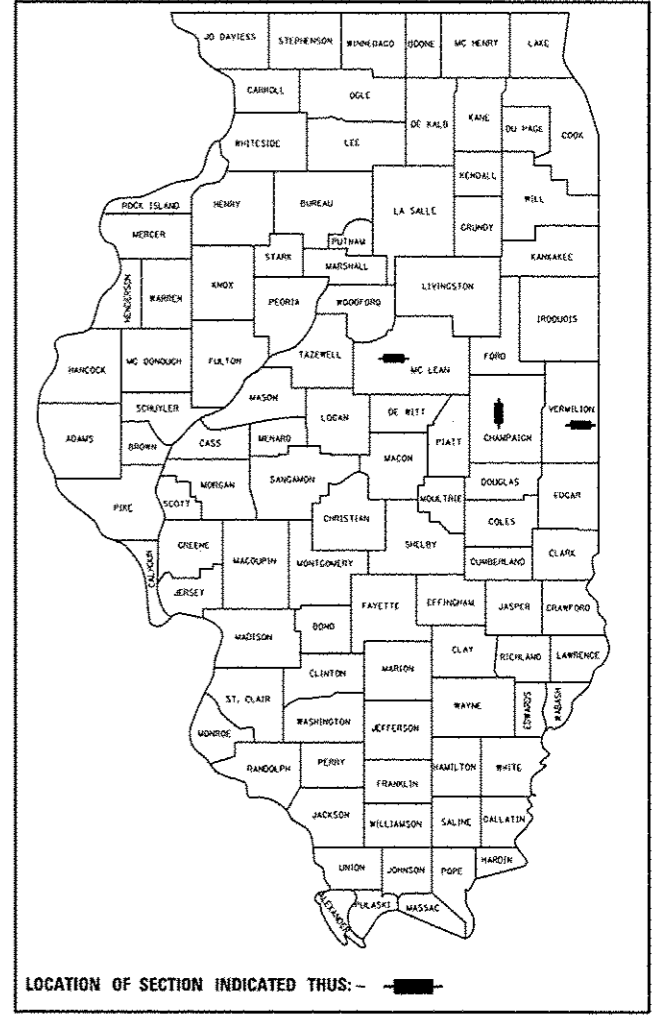 JO DAVIESS STEPHENSON WINNEBAGO BOONE MC HENRY LAKE
CARROLL OGLE DE KALB KANE DU PAGE COOK
WHITESIDE LEE KENDALL WILL
ROCK ISLAND HENRY BUREAU LA SALLE GRUNDY
MERCER PUTNAM KANKAKEE
STARK MARSHALL
HENDERSON WARREN KNOX PEORIA WOODFORD LIVINGSTON IROQUOIS
HANCOCK MC DONOUGH FULTON TAZEWELL MC LEAN FORD
MASON
SCHUYLER LOGAN DE WITT VERMILION
ADAMS BROWN CASS MENARD MACON PIATT CHAMPAIGN
PIKE SCOTT MORGAN SANGAMON MOULTRIE DOUGLAS EDGAR
CHRISTIAN COLES
CALHOUN GREENE MACOUPIN MONTGOMERY SHELBY CUMBERLAND CLARK
JERSEY FAYETTE EFFINGHAM JASPER CRAWFORD
MADISON BOND
CLINTON MARION CLAY RICHLAND LAWRENCE
ST. CLAIR WASHINGTON WAYNE EDWARDS WABASH
MONROE JEFFERSON
RANDOLPH PERRY HAMILTON WHITE
FRANKLIN
JACKSON WILLIAMSON SALINE GALLATIN
UNION JOHNSON POPE HARDIN
ALEXANDER PULASKI MASSAC
LOCATION OF SECTION INDICATED THUS: -